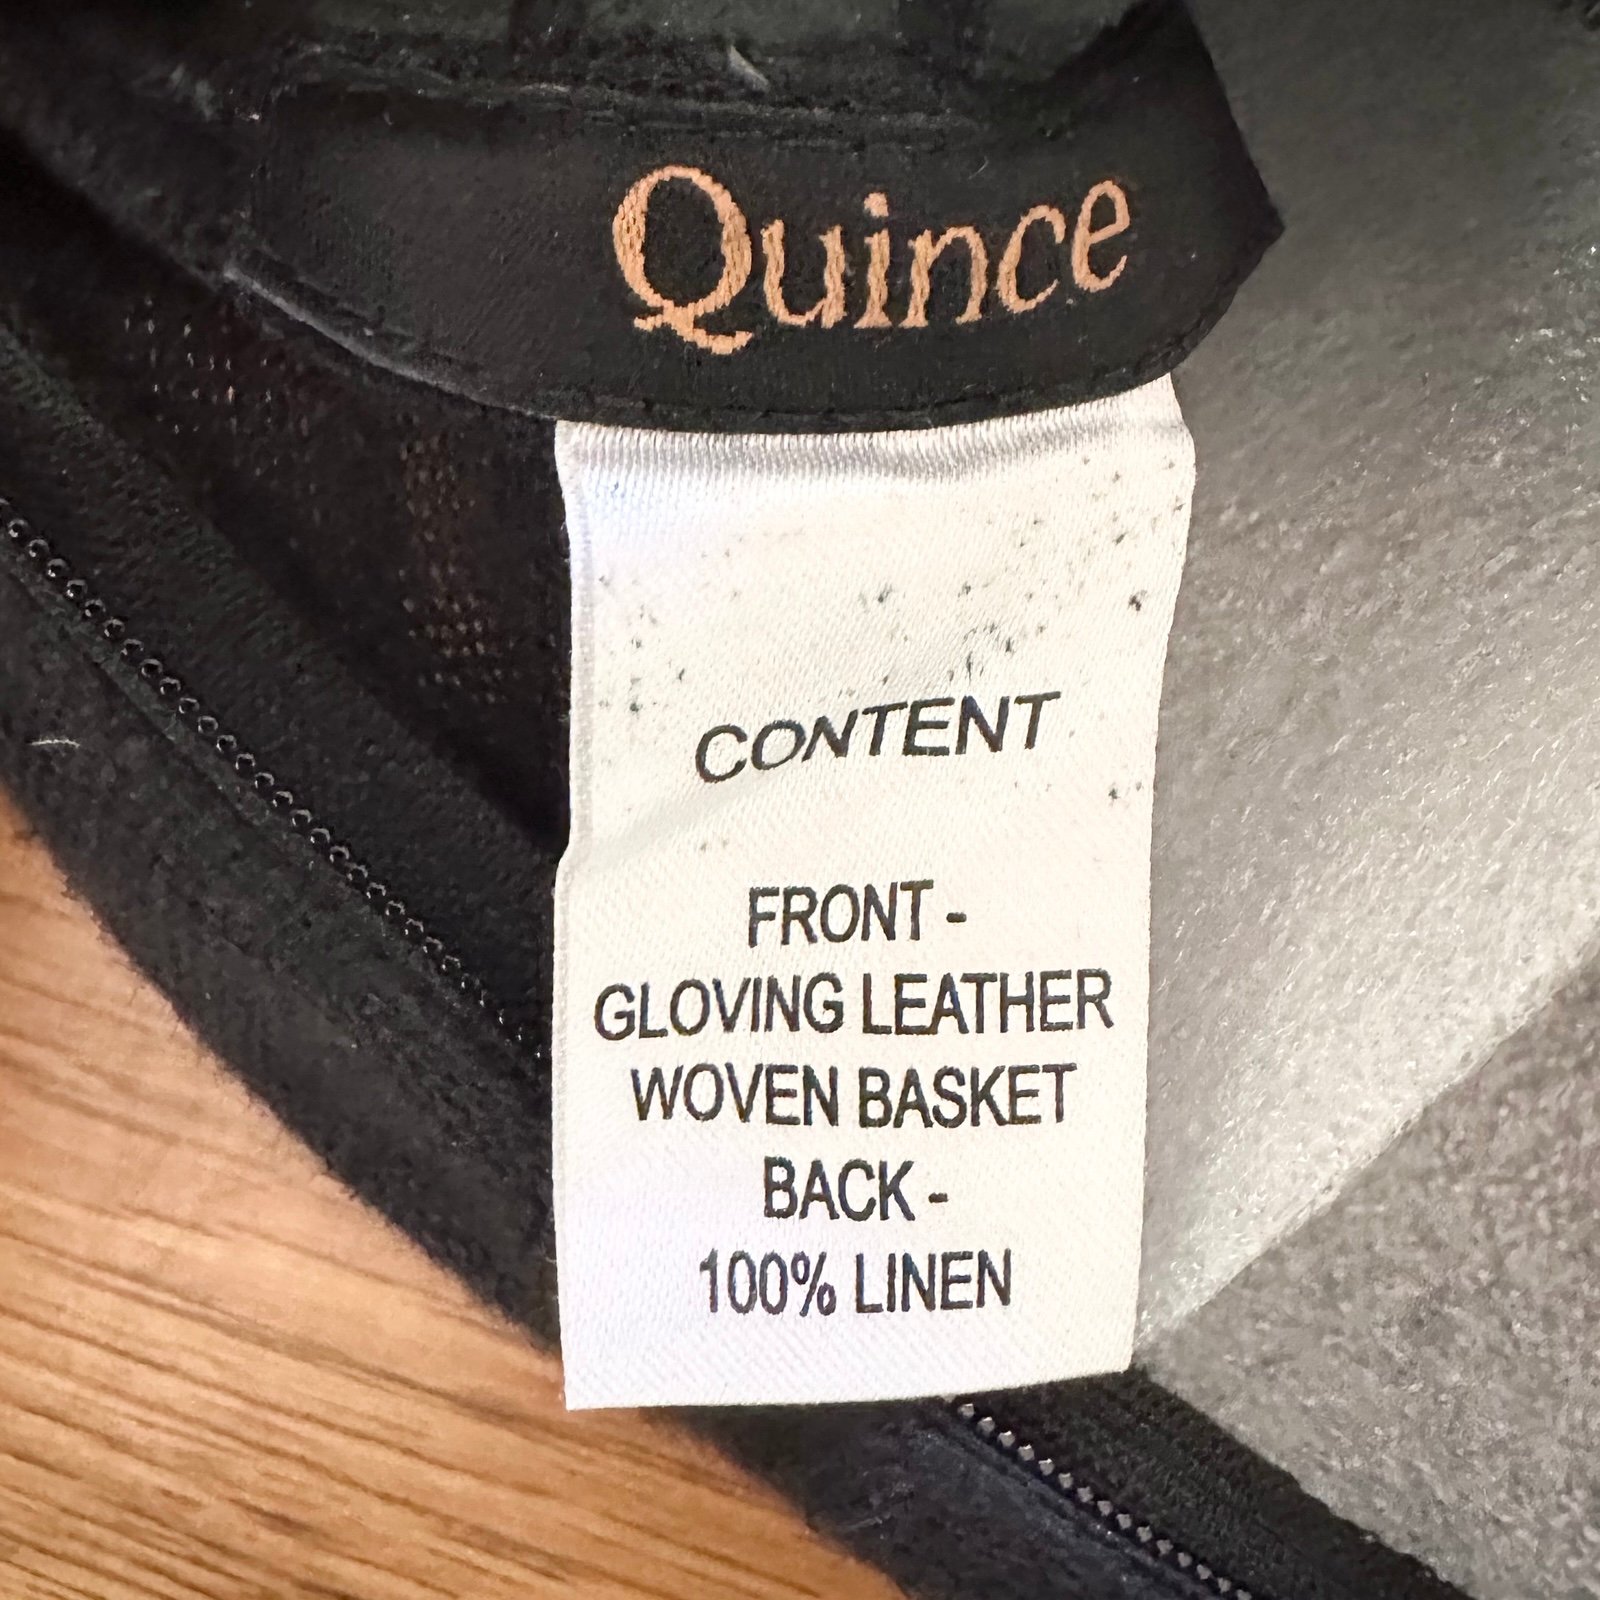 Quince
CONTENT
FRONT -
GLOVING LEATHER
WOVEN BASKET
BACK -
100% LINEN